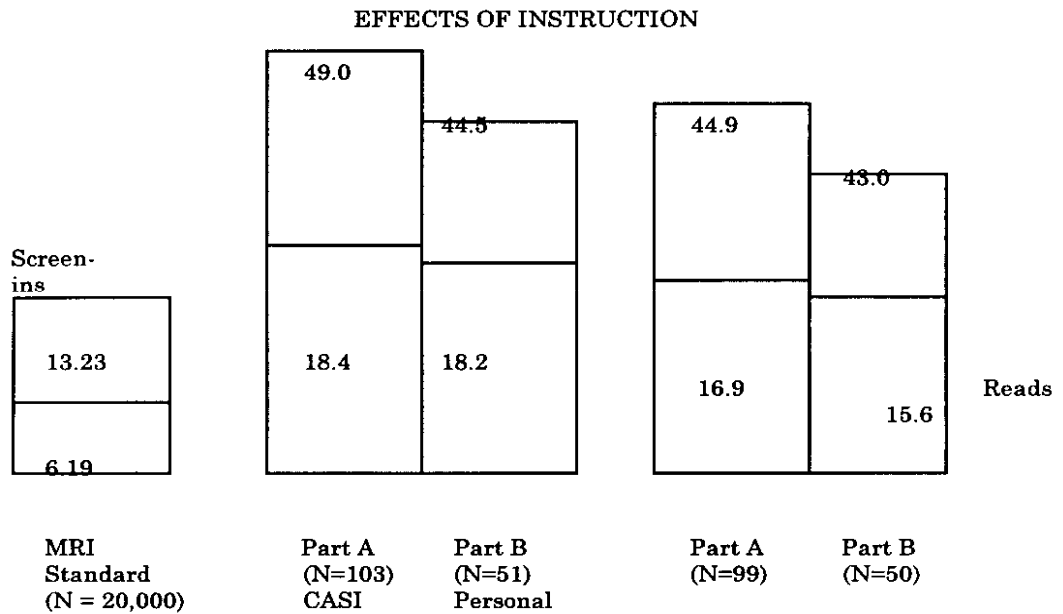 EFFECTS OF INSTRUCTION
49.0
44.5
44.9
43.0
Screen-
ins
13.23
18.4
18.2
16.9
Reads
15.6
6.19
MRI
Standard
(N = 20,000)
Part A
(N=103)
CASI
Part B
(N=51)
Personal
Part A
(N=99)
Part B
(N=50)